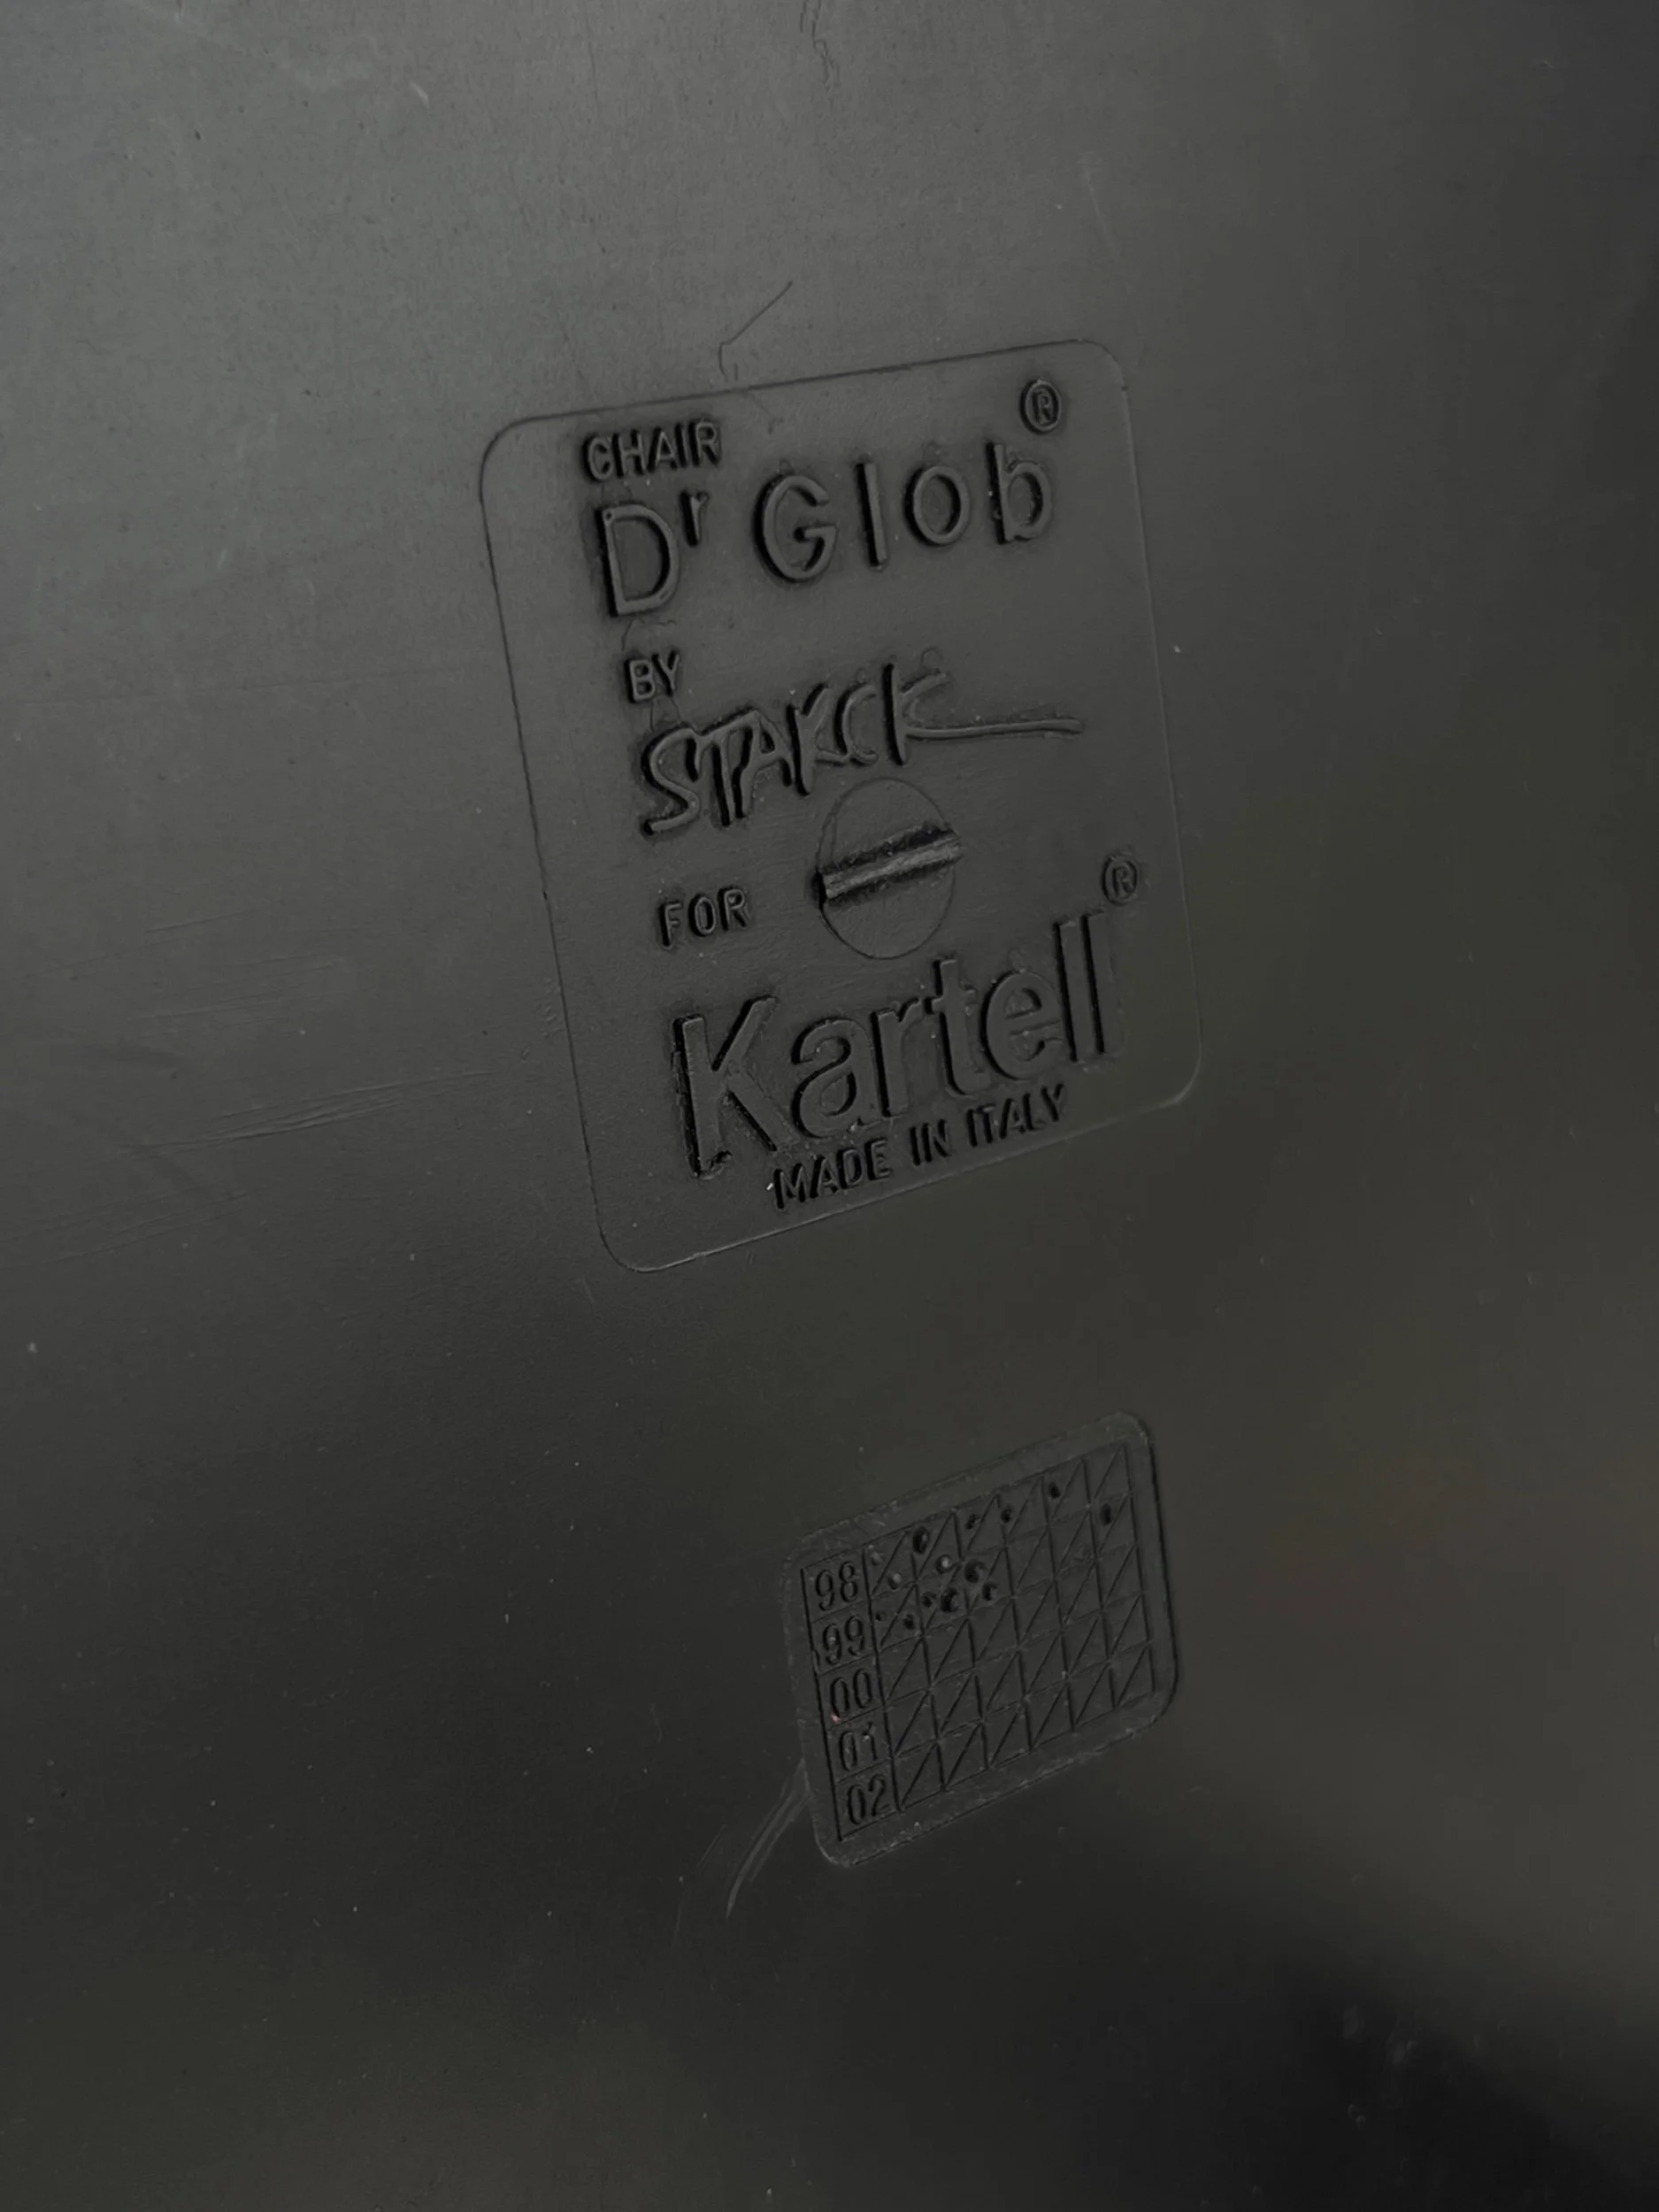 CHAIR
Dr Glob®
BY
STARCK
FOR
Kartell®
MADE IN ITALY
98
99
00
01
02